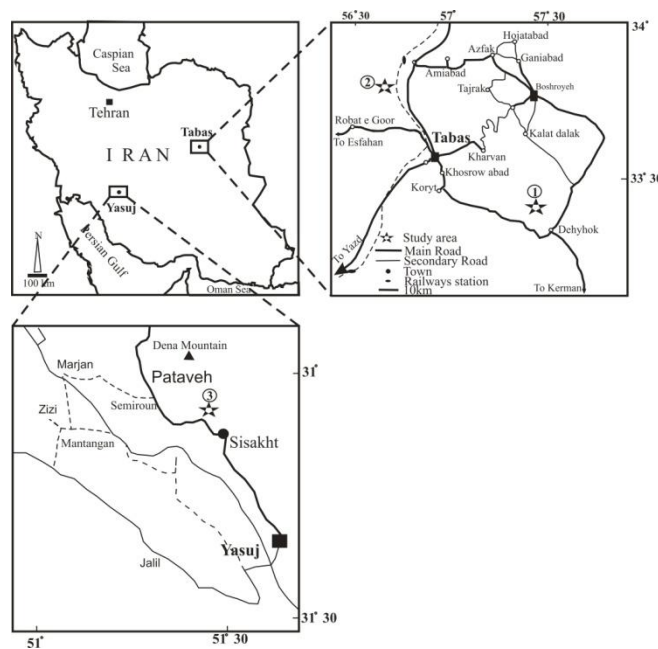 Caspian
Sea
Tehran
Tabas
IRAN
Yasuj
Persian Gulf
N
100 km
Oman Sea
56˚ 30
57˚
57˚ 30
34˚
33˚ 30
Hojatabad
Azfak
Ganiabad
2
Amiabad
Boshroyeh
Tajrak
Robat e Goor
Tabas
To Esfahan
Kalat dalak
Kharvan
Khosrow abad
Koryt
1
Dehyhok
To Yazd
Study area
Main Road
Secondary Road
Town
Railways station
10km
To Kerman
Dena Mountain
31˚
Marjan
Pataveh
3
Semiroun
Zizi
Sisakht
Mantangan
Yasuj
Jalil
31˚ 30
51˚
51˚ 30